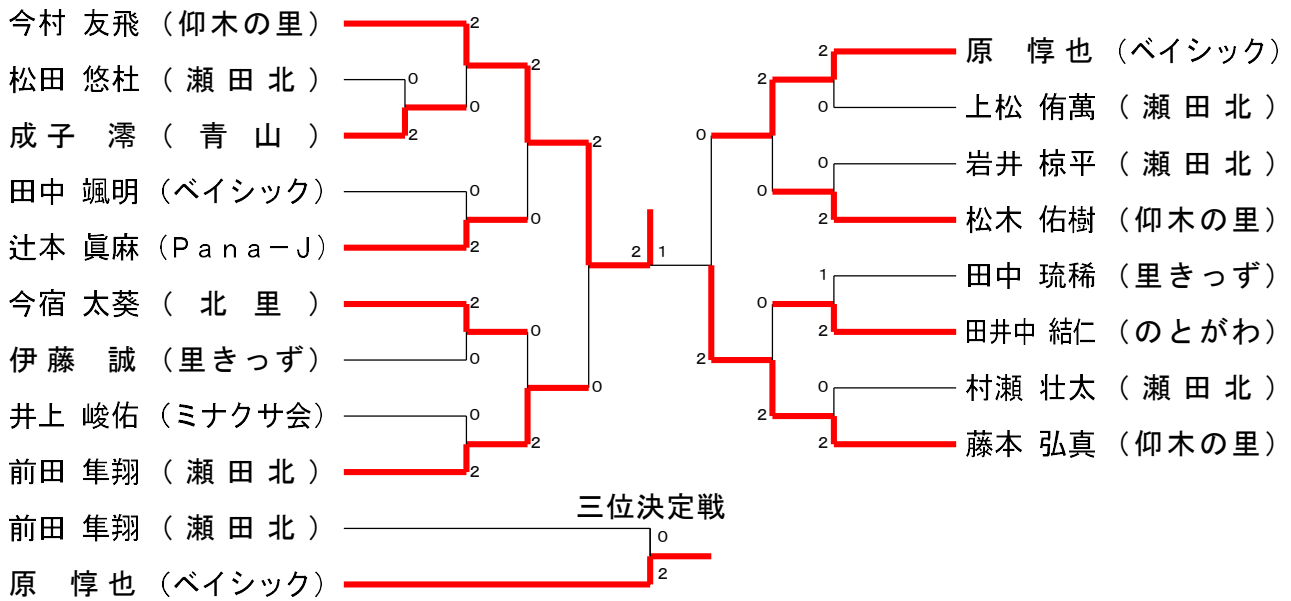 今村 友飛 （仰木の里）
2
松田 悠杜 （ 瀬 田 北 ）
0
2
0
成 子　澪 （ 青　山 ）
2
2
田中 颯明 （ベイシック）
0
0
辻本 眞麻 （Ｐａｎａ－Ｊ）
2
今宿 太葵 （ 北　里 ）
2
0
伊 藤　誠 （里きっず）
0
0
井上 峻佑 （ミナクサ会）
0
2
前田 隼翔 （ 瀬 田 北 ）
2
2
1
原　惇 也 （ベイシック）
2
2
上松 侑萬 （ 瀬 田 北 ）
0
0
岩井 椋平 （ 瀬 田 北 ）
0
0
松木 佑樹 （仰木の里）
2
田中 琉稀 （里きっず）
1
0
田井中 結仁 （のとがわ）
2
2
村瀬 壮太 （ 瀬 田 北 ）
0
2
藤本 弘真 （仰木の里）
2
三位決定戦
前田 隼翔 （ 瀬 田 北 ）
0
原　惇 也 （ベイシック）
2